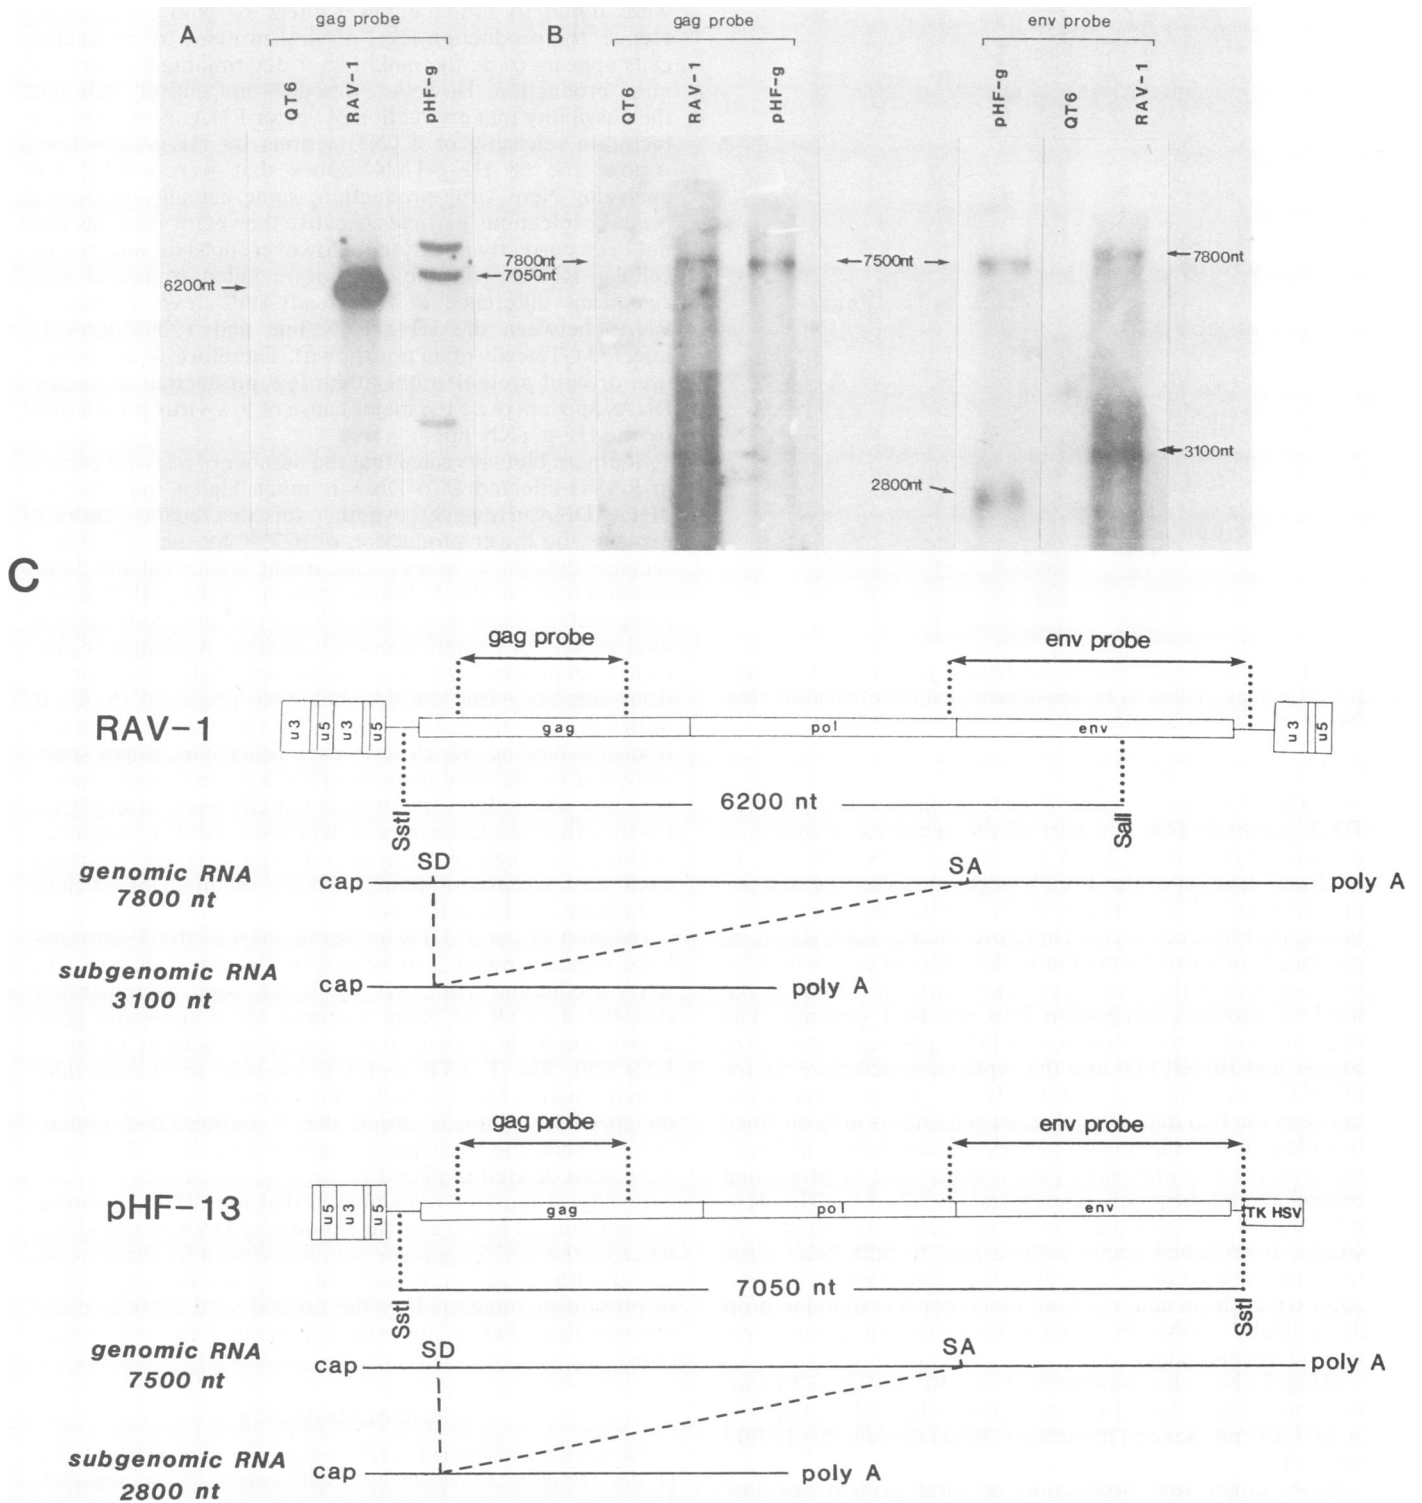 A
gag probe
QT6
RAV-1
pHF-g
6200nt
7050nt
B
gag probe
env probe
QT6
RAV-1
pHF-g
pHF-g
QT6
RAV-1
7800nt
7500nt
7800nt
3100nt
2800nt
C
gag probe
env probe
RAV-1
u3 u5 u3 u5
gag
pol
env
u3 u5
SstI
6200 nt
SalI
genomic RNA
7800 nt
cap
SD
SA
poly A
subgenomic RNA
3100 nt
cap
poly A
gag probe
env probe
pHF-13
u5 u3 u5
gag
pol
env
TK HSV
SstI
7050 nt
SstI
genomic RNA
7500 nt
cap
SD
SA
poly A
subgenomic RNA
2800 nt
cap
poly A